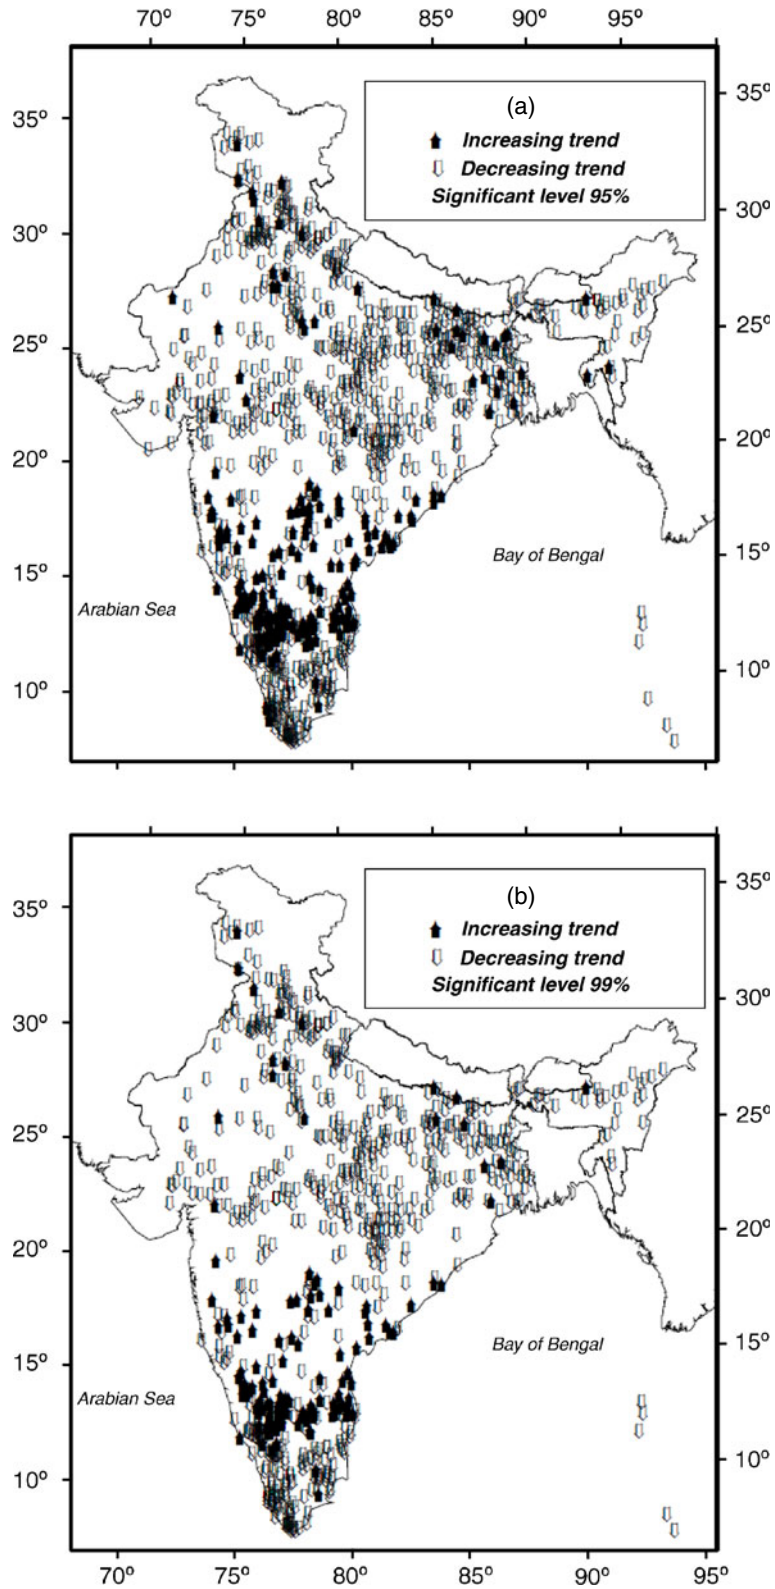 70º 75º 80º 85º 90º 95º
(a)
Increasing trend
Decreasing trend
Significant level 95%
35º 35º
30º 30º
25º 25º
20º 20º
Bay of Bengal
15º 15º
Arabian Sea
10º 10º
(b)
Increasing trend
Decreasing trend
Significant level 99%
35º 35º
30º 30º
25º 25º
20º 20º
Bay of Bengal
15º 15º
Arabian Sea
10º 10º
70º 75º 80º 85º 90º 95º